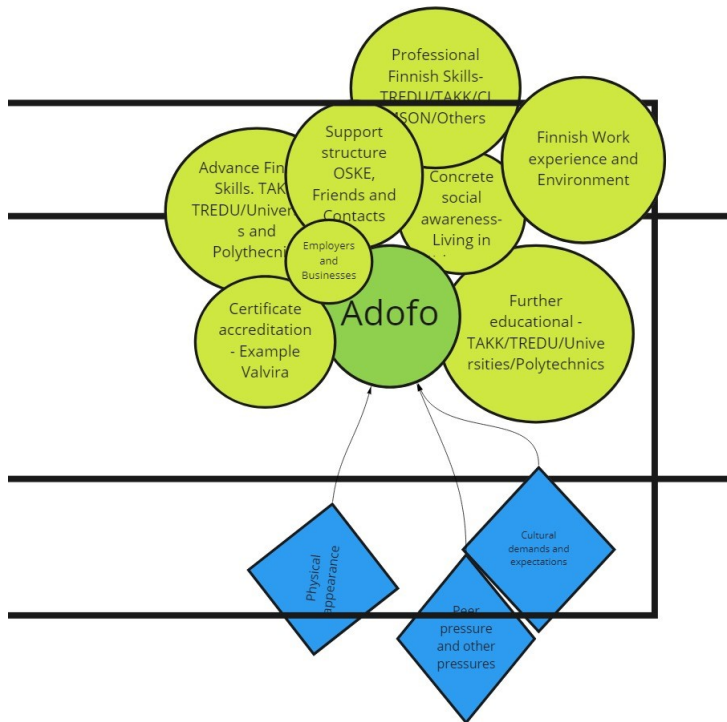 Professional
Finnish Skills-
TREDU/TAKK/CI
MSON/Others
Finnish Work
experience and
Environment
Support
structure
OSKE,
Friends and
Contacts
Advance Fin
Skills. TAK
TREDU/Univer
s and
Polythecni
Concrete
social
awareness-
Living in
Employers
and
Businesses
Adofo
Certificate
accreditation
- Example
Valvira
Further
educational -
TAKK/TREDU/Unive
rsities/Polytechnics
Cultural
demands and
expectations
Physical
appearance
Peer
pressure
and other
pressures